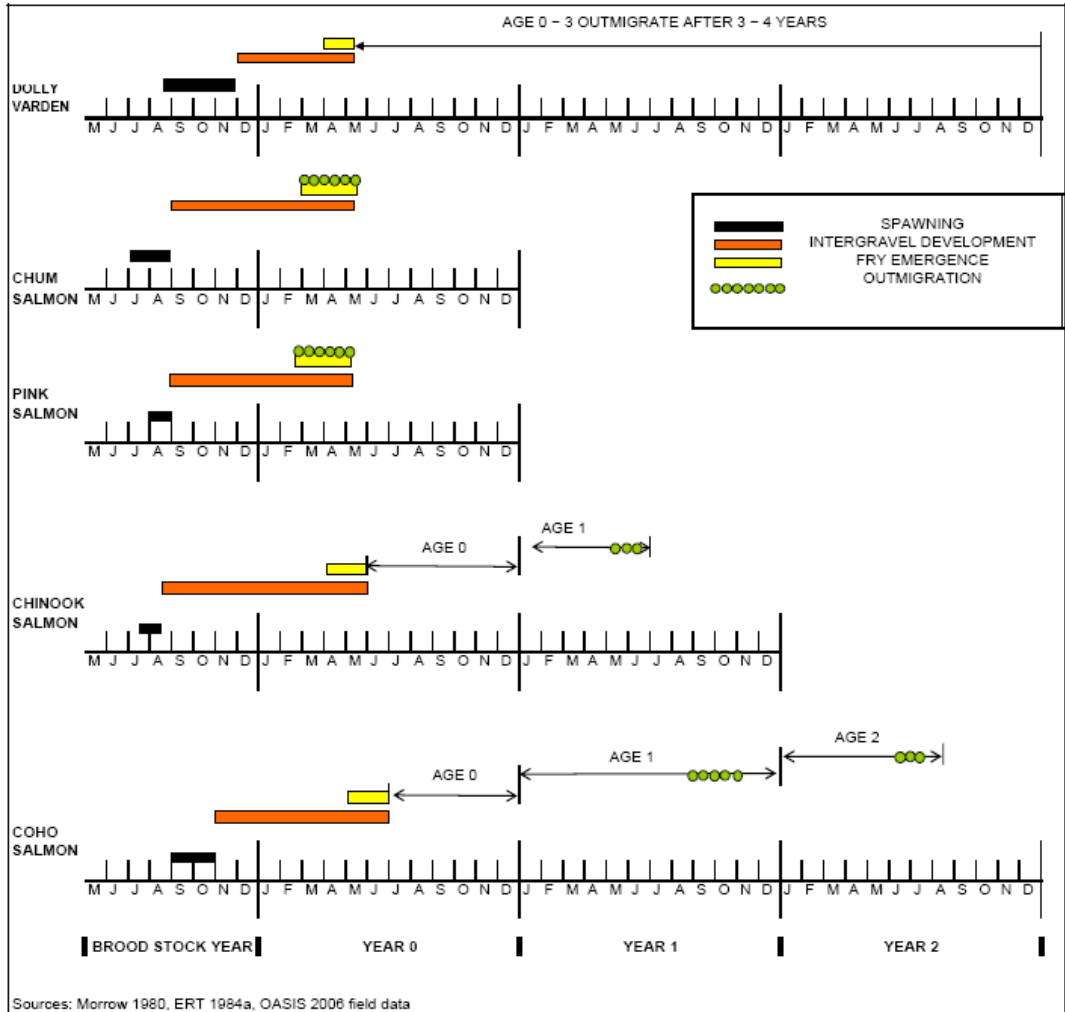 AGE 0 – 3 OUTMIGRATE AFTER 3 – 4 YEARS
DOLLY
VARDEN
M J J A S O N D J F M A M J J A S O N D J F M A M J J A S O N D J F M A M J J A S O N D
SPAWNING
INTERGRAVEL DEVELOPMENT
FRY EMERGENCE
OUTMIGRATION
CHUM
SALMON
M J J A S O N D J F M A M J J A S O N D
PINK
SALMON
M J J A S O N D J F M A M J J A S O N D
AGE 1
AGE 0
CHINOOK
SALMON
M J J A S O N D J F M A M J J A S O N D J F M A M J J A S O N D
AGE 2
AGE 1
AGE 0
COHO
SALMON
M J J A S O N D J F M A M J J A S O N D J F M A M J J A S O N D J F M A M J J A S O N D
BROOD STOCK YEAR YEAR 0 YEAR 1 YEAR 2
Sources: Morrow 1980, ERT 1984a, OASIS 2006 field data